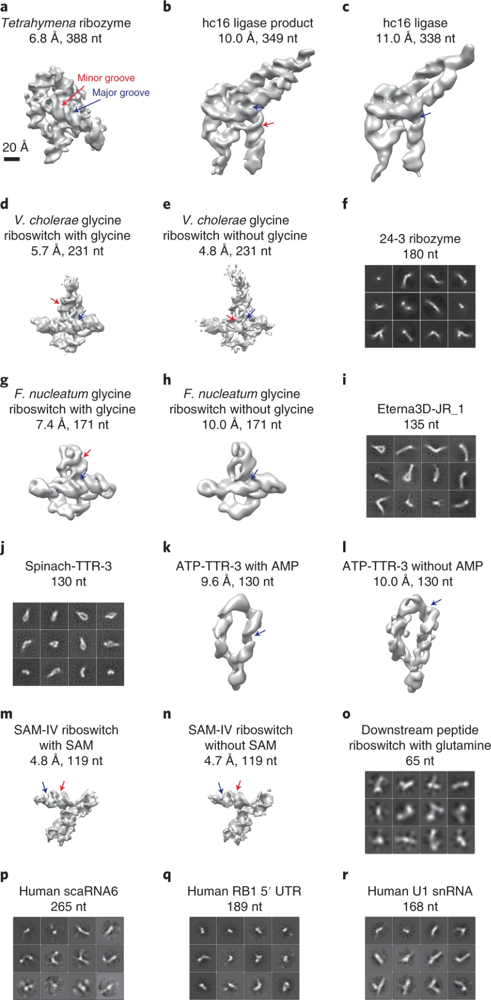 a
Tetrahymena ribozyme
6.8 Å, 388 nt
Minor groove
Major groove
20 Å
b
hc16 ligase product
10.0 Å, 349 nt
c
hc16 ligase
11.0 Å, 338 nt
d
V. cholerae glycine
riboswitch with glycine
5.7 Å, 231 nt
e
V. cholerae glycine
riboswitch without glycine
4.8 Å, 231 nt
f
24-3 ribozyme
180 nt
g
F. nucleatum glycine
riboswitch with glycine
7.4 Å, 171 nt
h
F. nucleatum glycine
riboswitch without glycine
10.0 Å, 171 nt
i
Eterna3D-JR_1
135 nt
j
Spinach-TTR-3
130 nt
k
ATP-TTR-3 with AMP
9.6 Å, 130 nt
l
ATP-TTR-3 without AMP
10.0 Å, 130 nt
m
SAM-IV riboswitch
with SAM
4.8 Å, 119 nt
n
SAM-IV riboswitch
without SAM
4.7 Å, 119 nt
o
Downstream peptide
riboswitch with glutamine
65 nt
p
Human scaRNA6
265 nt
q
Human RB1 5′ UTR
189 nt
r
Human U1 snRNA
168 nt